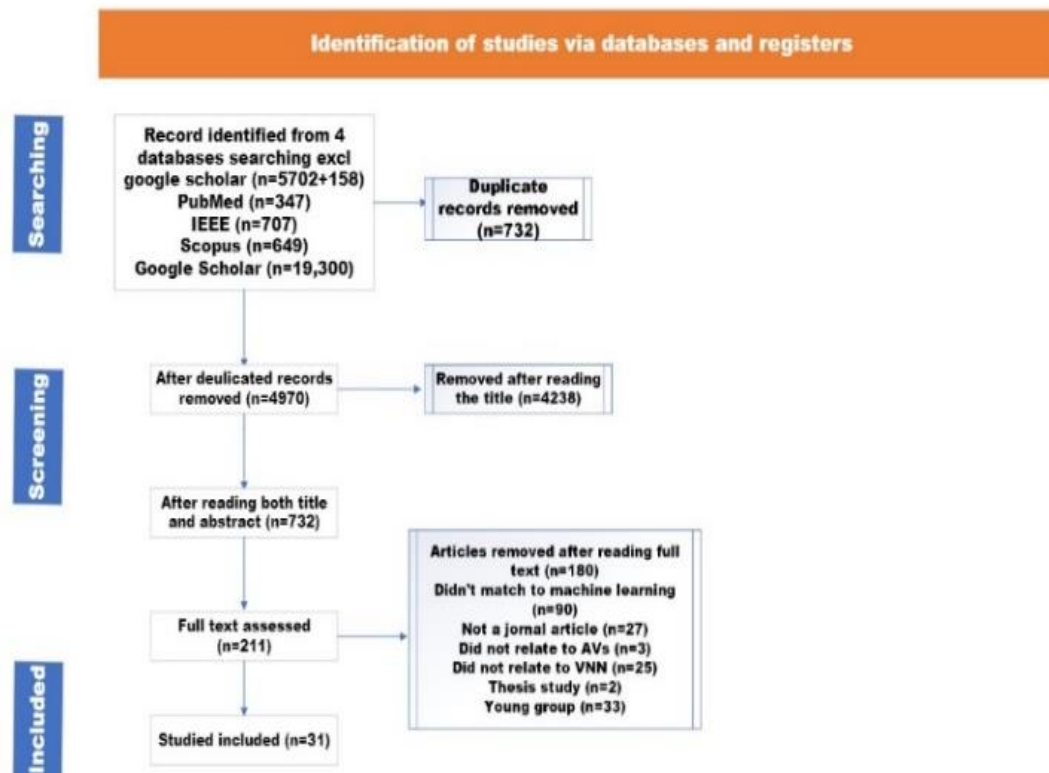 Identification of studies via databases and registers
Searching
Record identified from 4
databases searching excl
google scholar (n=5702+158)
PubMed (n=347)
IEEE (n=707)
Scopus (n=649)
Google Scholar (n=19,300)
Duplicate
records removed
(n=732)
Screening
After deulicated records
removed (n=4970)
Removed after reading
the title (n=4238)
After reading both title
and abstract (n=732)
Full text assessed
(n=211)
Articles removed after reading full
text (n=180)
Didn't match to machine learning
(n=90)
Not a jornal article (n=27)
Did not relate to AVs (n=3)
Did not relate to VNN (n=25)
Thesis study (n=2)
Young group (n=33)
Included
Studied included (n=31)